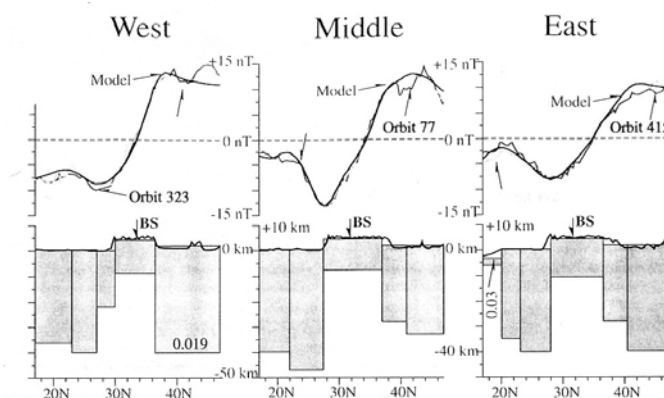 West Middle East
+15 nT +15 nT
Model Model Model
Orbit 77 Orbit 415
0 nT 0 nT
Orbit 323
-15 nT -15 nT
BS +10 km BS +10 km BS
0 km 0 km
0.03
0.019
-40 km
-50 km
20N 30N 40N 20N 30N 40N 20N 30N 40N